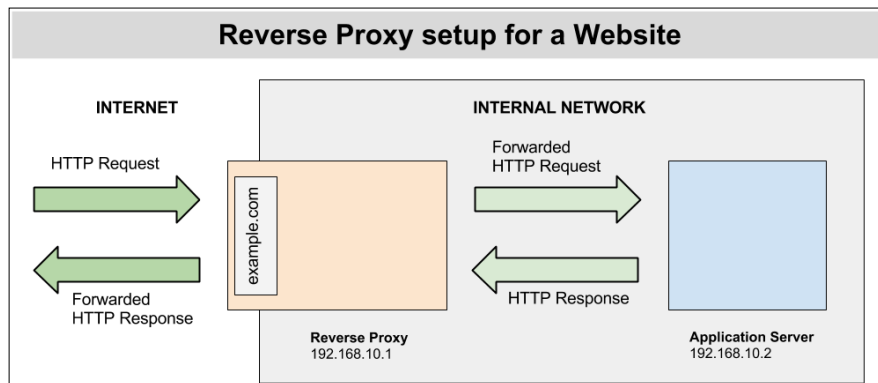 Reverse Proxy setup for a Website
INTERNET
INTERNAL NETWORK
HTTP Request
Forwarded
HTTP Request
example.com
Forwarded
HTTP Response
HTTP Response
Reverse Proxy
192.168.10.1
Application Server
192.168.10.2